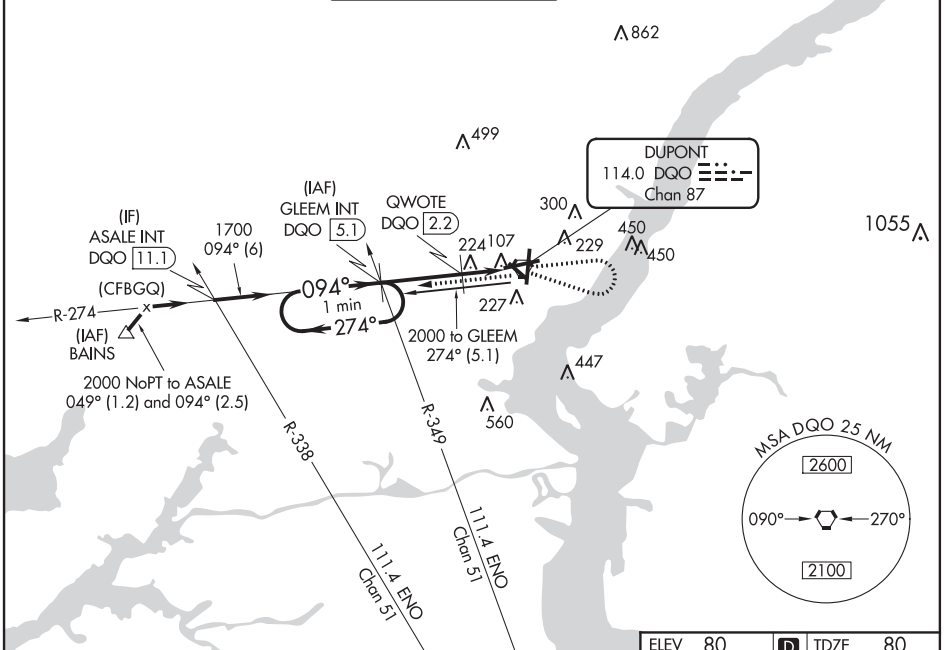 862
499
DUPONT
114.0 DQO
Chan 87
(IAF)
GLEEM INT
DQO 5.1
QWOTE
DQO 2.2
(IF)
ASALE INT
DQO 11.1
1700
094° (6)
300
229
224
107
450
450
1055
(CFBGQ)
094°
1 min
274°
R-274
(IAF)
BAINS
227
2000 to GLEEM
274° (5.1)
2000 NoPT to ASALE
049° (1.2) and 094° (2.5)
447
560
R-338
R-349
MSA DQO 25 NM
2600
090°
270°
2100
111.4 ENO
Chan 51
111.4 ENO
Chan 51
ELEV 80
D
TDZE 80